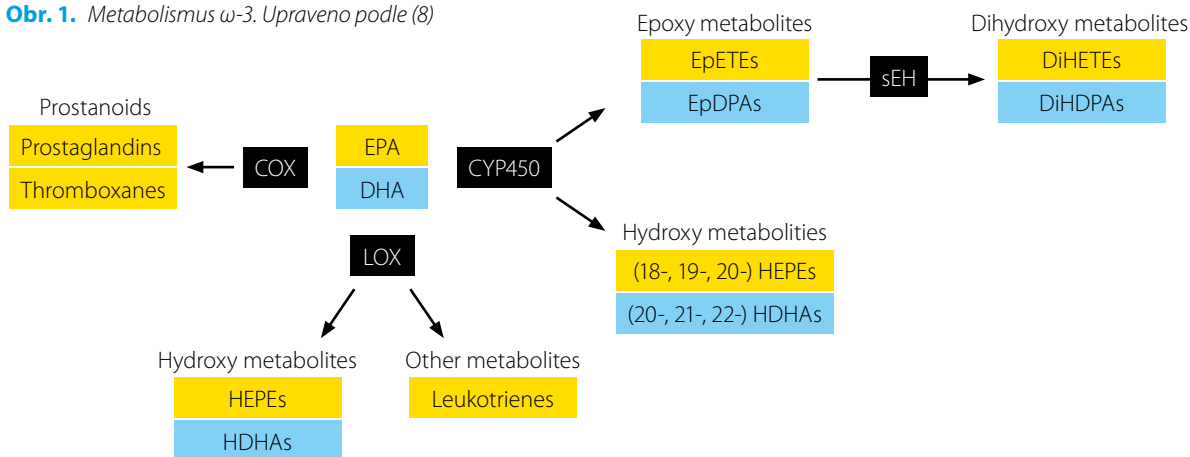 Obr. 1. Metabolismus ω-3. Upraveno podle (8)
Epoxy metabolites
EpETEs
EpDPAs
sEH
Dihydroxy metabolites
DiHETEs
DiHDPAs
Prostanoids
Prostaglandins
Thromboxanes
COX
EPA
DHA
CYP450
LOX
Hydroxy metabolities
(18-, 19-, 20-) HEPEs
(20-, 21-, 22-) HDHAs
Hydroxy metabolites
HEPEs
HDHAs
Other metabolites
Leukotrienes